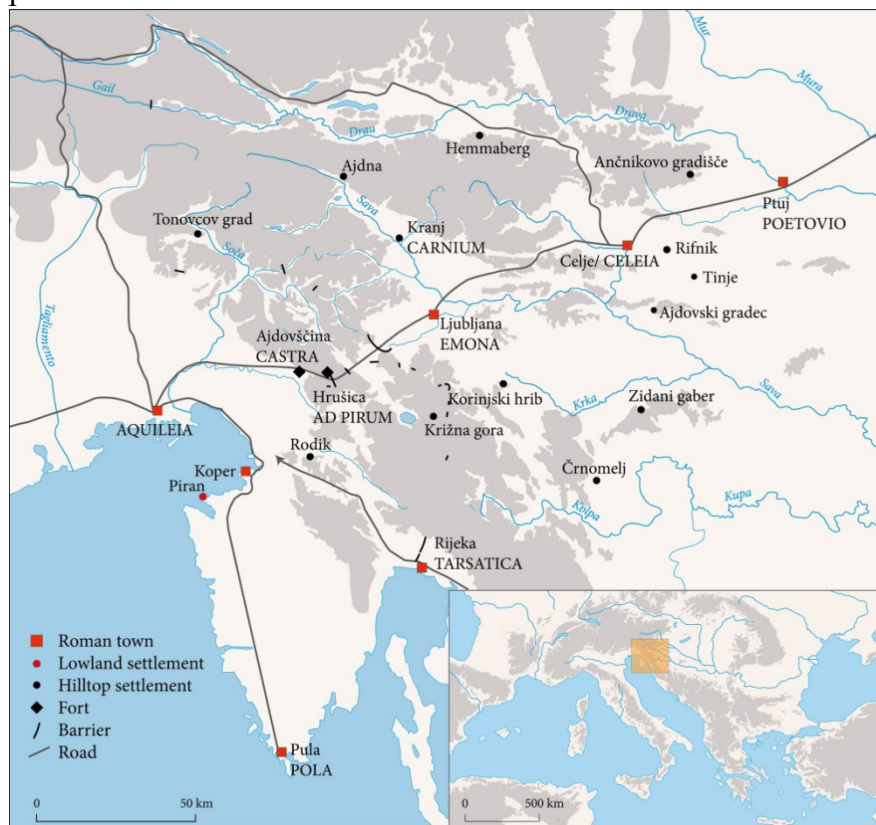 Mur
Mura
Gail
Drau
Drava
Hemmaberg
Ančnikovo gradišče
Ajdna
Ptuj
POETOVIO
Tonovcov grad
Sava
Kranj
CARNIUM
Soča
Celje/ CELEIA
Rifnik
Tinje
Tagliamento
Ljubljana
EMONA
Ajdovski gradec
Ajdovščina
CASTRA
Hrušica
AD PIRUM
Korinjski hrib
Krka
Zidani gaber
Sava
AQUILEIA
Križna gora
Rodik
Koper
Piran
Črnomelj
Kolpa
Kupa
Rijeka
TARSATICA
Roman town
Lowland settlement
Hilltop settlement
Fort
Barrier
Road
Pula
POLA
0 50 km
0 500 km